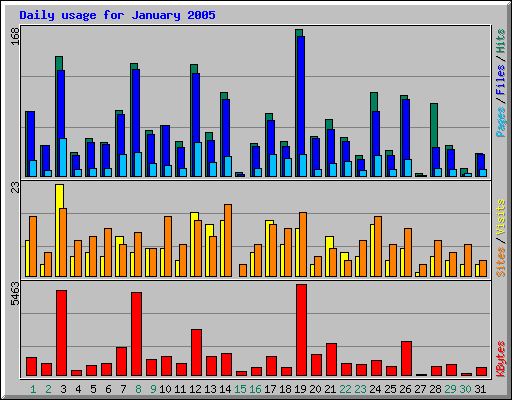 Daily usage for January 2005
168
Pages / Files / Hits
23
Sites / Visits
5463
KBytes
1 2 3 4 5 6 7 8 9 10 11 12 13 14 15 16 17 18 19 20 21 22 23 24 25 26 27 28 29 30 31